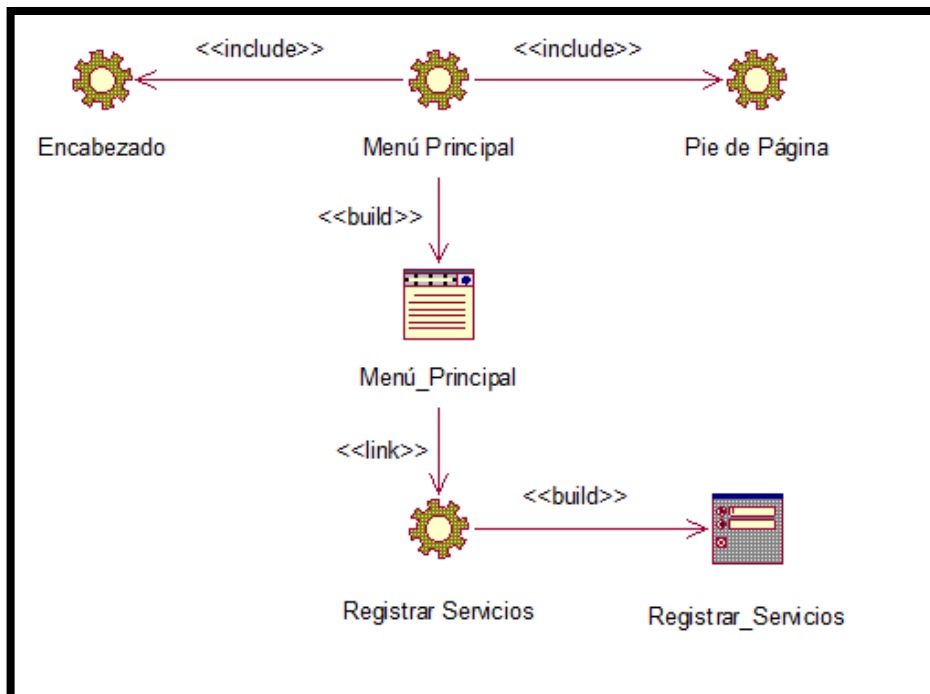 <<include>>
<<include>>
Encabezado
Menú Principal
Pie de Página
<<build>>
Menú_Principal
<<link>>
<<build>>
Registrar Servicios
Registrar_Servicios